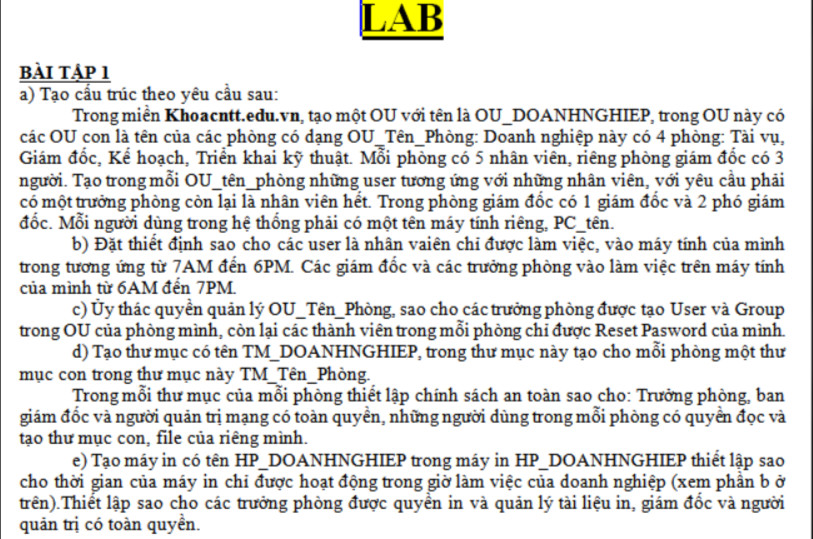 LAB
BÀI TẬP 1
a) Tạo cấu trúc theo yêu cầu sau:
Trong miền Khoacntt.edu.vn, tạo một OU với tên là OU_DOANHNGHIEP, trong OU này có
các OU con là tên của các phòng có dạng OU_Tên_Phòng: Doanh nghiệp này có 4 phòng: Tài vụ,
Giám đốc, Kế hoạch, Triển khai kỹ thuật. Mỗi phòng có 5 nhân viên, riêng phòng giám đốc có 3
người. Tạo trong mỗi OU_tên_phòng những user tương ứng với những nhân viên, với yêu cầu phải
có một trưởng phòng còn lại là nhân viên hết. Trong phòng giám đốc có 1 giám đốc và 2 phó giám
đốc. Mỗi người dùng trong hệ thống phải có một tên máy tính riêng, PC_tên.
b) Đặt thiết định sao cho các user là nhân vaiên chỉ được làm việc, vào máy tính của mình
trong tương ứng từ 7AM đến 6PM. Các giám đốc và các trưởng phòng vào làm việc trên máy tính
của mình từ 6AM đến 7PM.
c) Ủy thác quyền quản lý OU_Tên_Phòng, sao cho các trưởng phòng được tạo User và Group
trong OU của phòng mình, còn lại các thành viên trong mỗi phòng chỉ được Reset Pasword của mình.
d) Tạo thư mục có tên TM_DOANHNGHIEP, trong thư mục này tạo cho mỗi phòng một thư
mục con trong thư mục này TM_Tên_Phòng.
Trong mỗi thư mục của mỗi phòng thiết lập chính sách an toàn sao cho: Trưởng phòng, ban
giám đốc và người quản trị mạng có toàn quyền, những người dùng trong mỗi phòng có quyền đọc và
tạo thư mục con, file của riêng mình.
e) Tạo máy in có tên HP_DOANHNGHIEP trong máy in HP_DOANHNGHIEP thiết lập sao
cho thời gian của máy in chỉ được hoạt động trong giờ làm việc của doanh nghiệp (xem phần b ở
trên).Thiết lập sao cho các trưởng phòng được quyền in và quản lý tài liệu in, giám đốc và người
quản trị có toàn quyền.